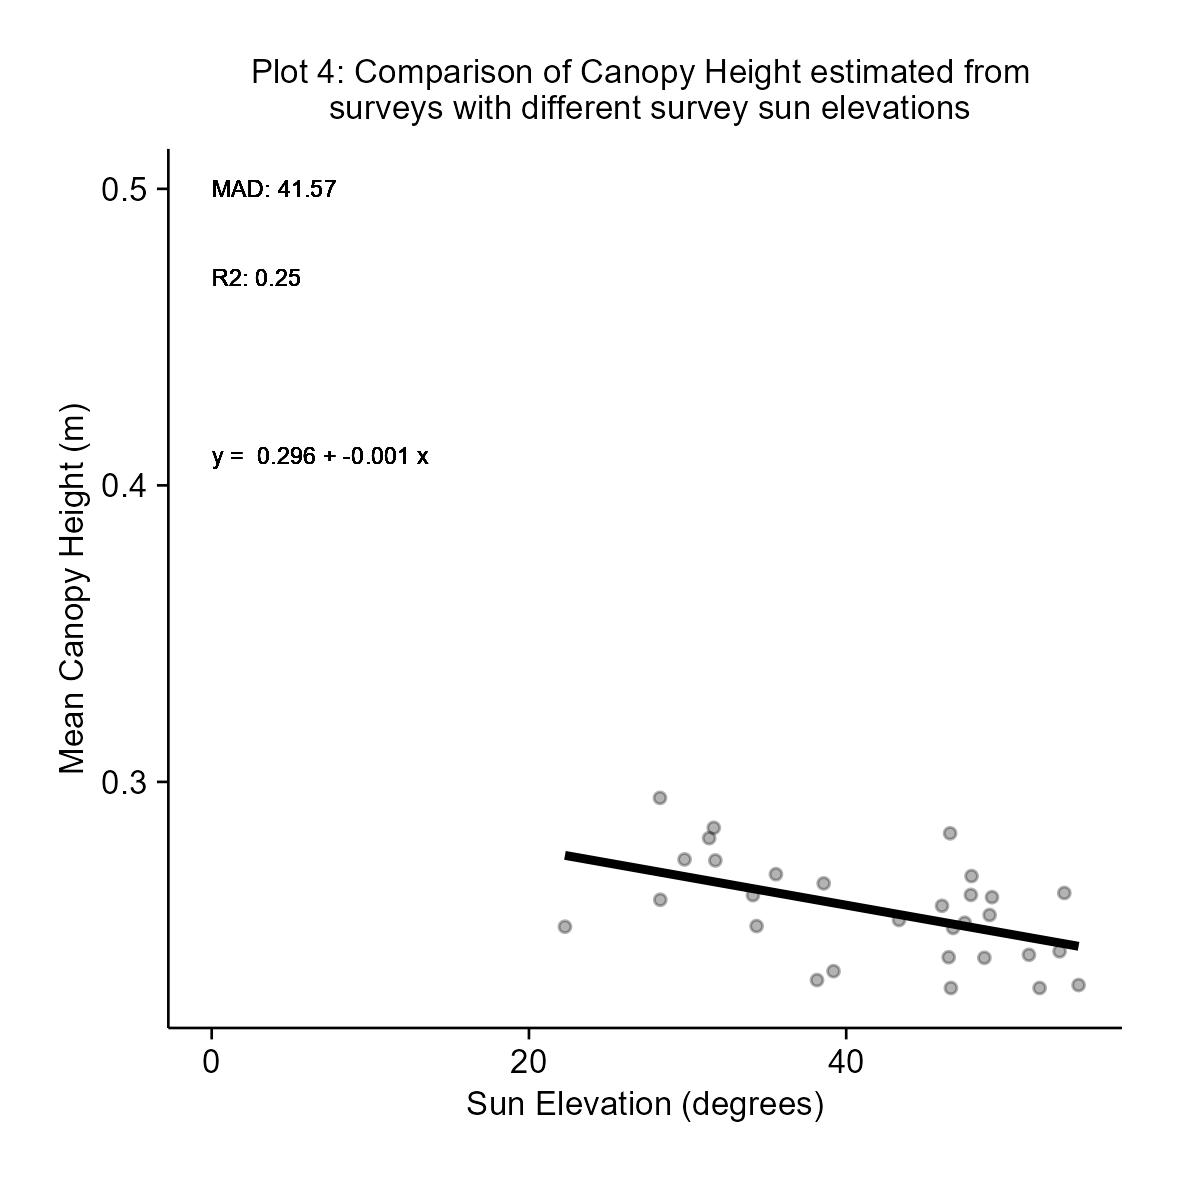 Plot 4: Comparison of Canopy Height estimated from
surveys with different survey sun elevations
0.5
MAD: 41.57
R2: 0.25
y =  0.296 + -0.001 x
0.4
0.3
Mean Canopy Height (m)
0
20
40
Sun Elevation (degrees)